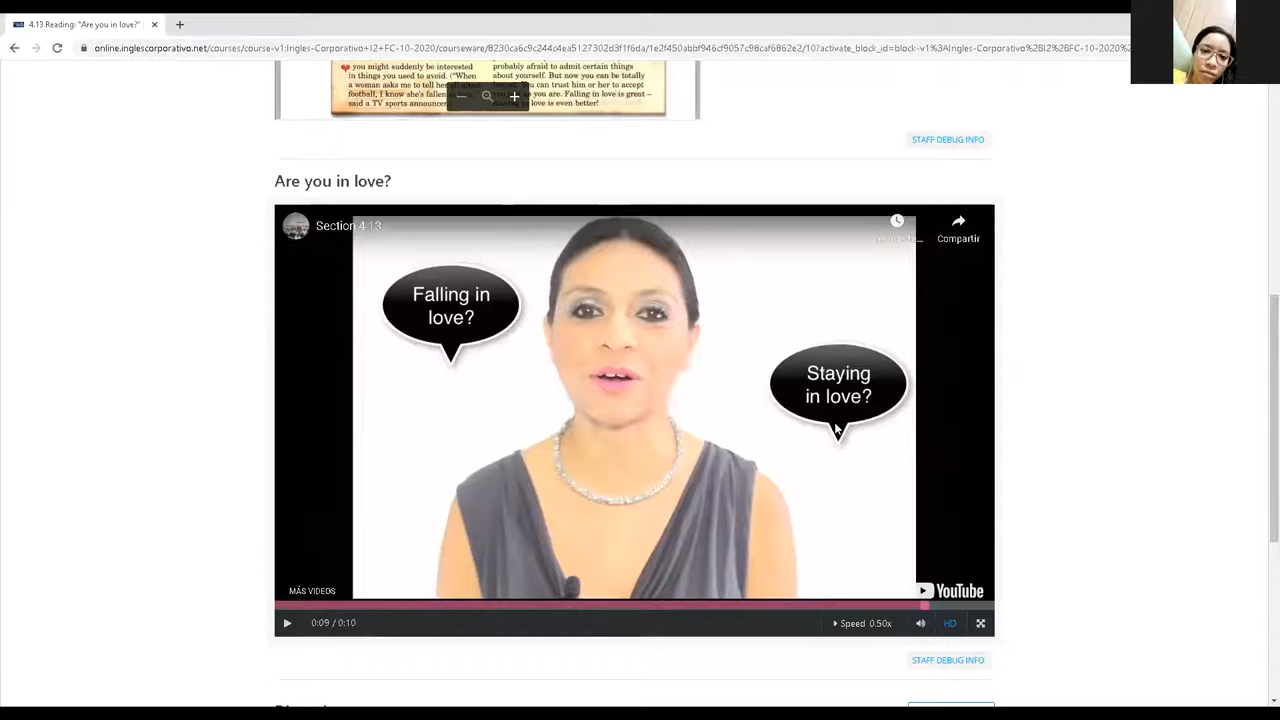 4.13 Reading: "Are you in love?"
online.inglescorporativo.net/courses/course-v1:Ingles-Corporativo+I2+FC-10-2020/courseware/8230ca6c9c244c4ea5127302d3f1f6da/1e2f450abbf946cf9057c98caf6862e2/10?activate_block_id=block-v1%3AIngles-Corporativo%2BI2%2BFC-10-2020%
you might suddenly be interested
in things you used to avoid. ("When
a woman asks me to tell her all about
football, I know she's fallen in
said a TV sports announcer.)
probably afraid to admit certain things
about yourself. But now you can be totally
You can trust him or her to accept
you as you are. Falling in love is great –
in love is even better!
STAFF DEBUG INFO
Are you in love?
Section 4 13
Compartir
Falling in
love?
Staying
in love?
MÁS VIDEOS
YouTube
0:09 / 0:10
Speed 0.50x
HD
STAFF DEBUG INFO